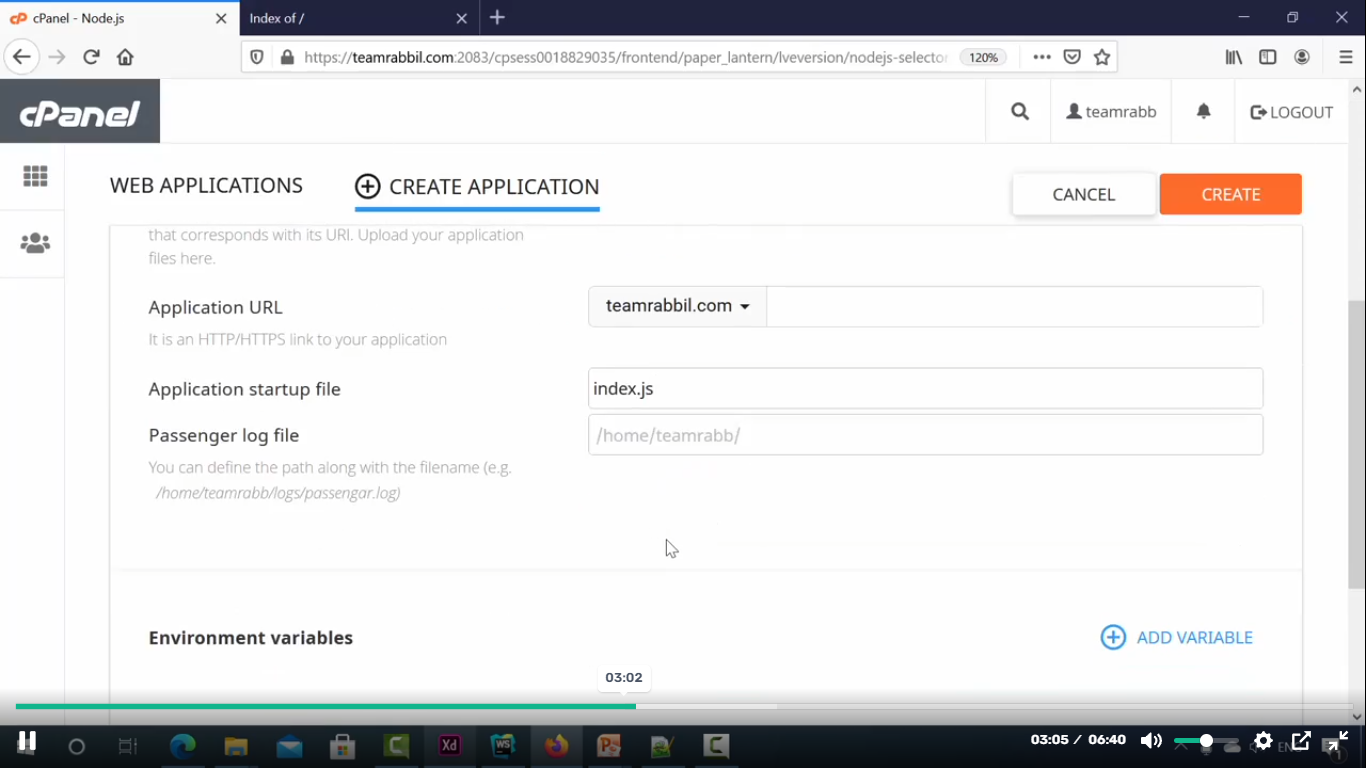 cPanel - Node.js
Index of /
https://teamrabbil.com:2083/cpsess0018829035/frontend/paper_lantern/lveversion/nodejs-selector
120%
cPanel
teamrabb
LOGOUT
WEB APPLICATIONS
CREATE APPLICATION
CANCEL
CREATE
that corresponds with its URI. Upload your application
files here.
Application URL
teamrabbil.com
It is an HTTP/HTTPS link to your application
Application startup file
index.js
Passenger log file
/home/teamrabb/
You can define the path along with the filename (e.g.
/home/teamrabb/logs/passengar.log)
Environment variables
ADD VARIABLE
03:02
Xd
WS
03:05 / 06:40